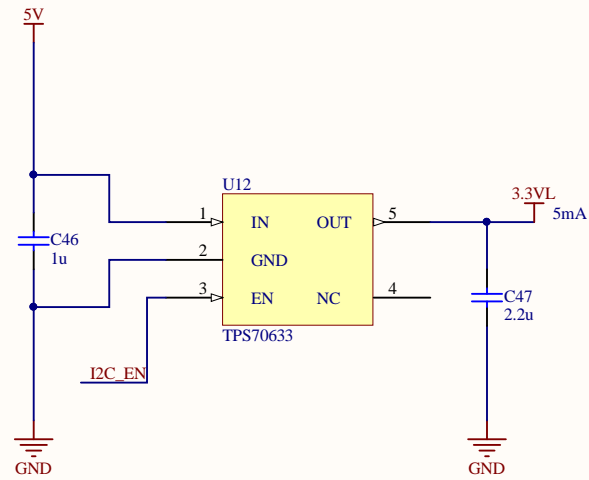 5V
U12
3.3VL
5mA
1
IN
OUT
5
C46
1u
2
GND
3
EN
NC
4
C47
2.2u
TPS70633
I2C_EN
GND
GND